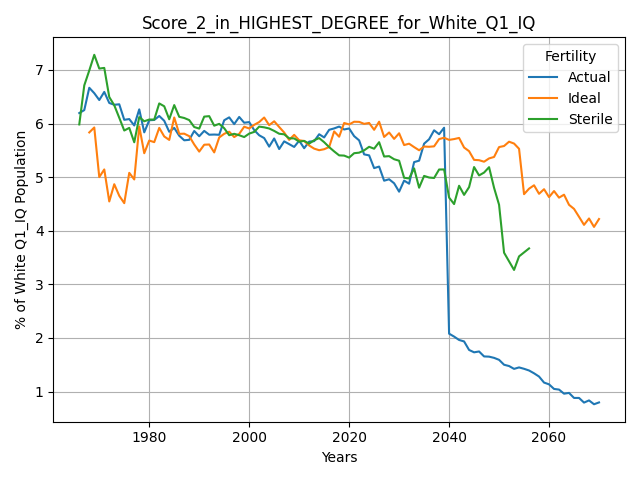 Score_2_in_HIGHEST_DEGREE_for_White_Q1_IQ
Fertility
Actual
Ideal
Sterile
% of White Q1_IQ Population
7
6
5
4
3
2
1
1980
2000
2020
2040
2060
Years